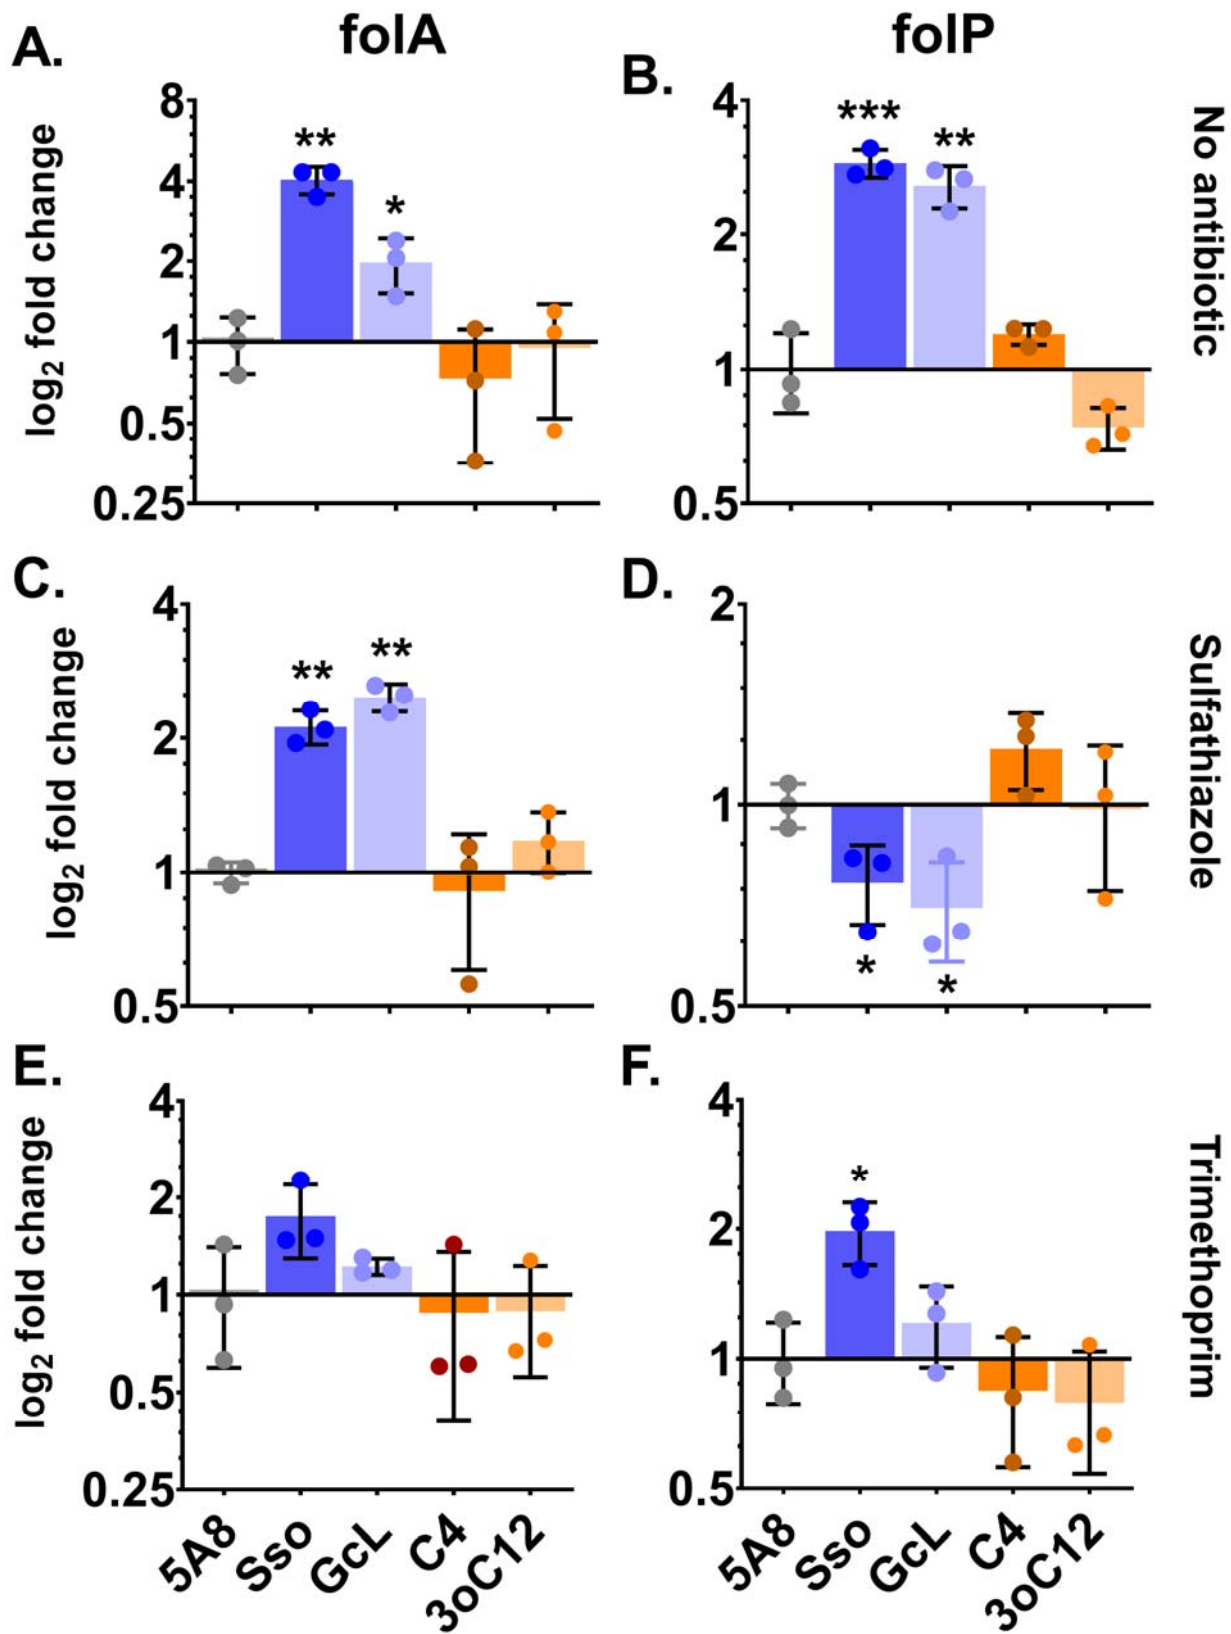 folA
folP
A.
log2 fold change
8
4
2
1
0.5
0.25
**
*
B.
4
2
1
0.5
***
**
No antibiotic
C.
log2 fold change
4
2
1
0.5
**
**
D.
2
1
0.5
*
*
Sulfathiazole
E.
log2 fold change
4
2
1
0.5
0.25
5A8
Sso
GcL
C4
3oC12
F.
4
2
1
0.5
*
Trimethoprim
5A8
Sso
GcL
C4
3oC12